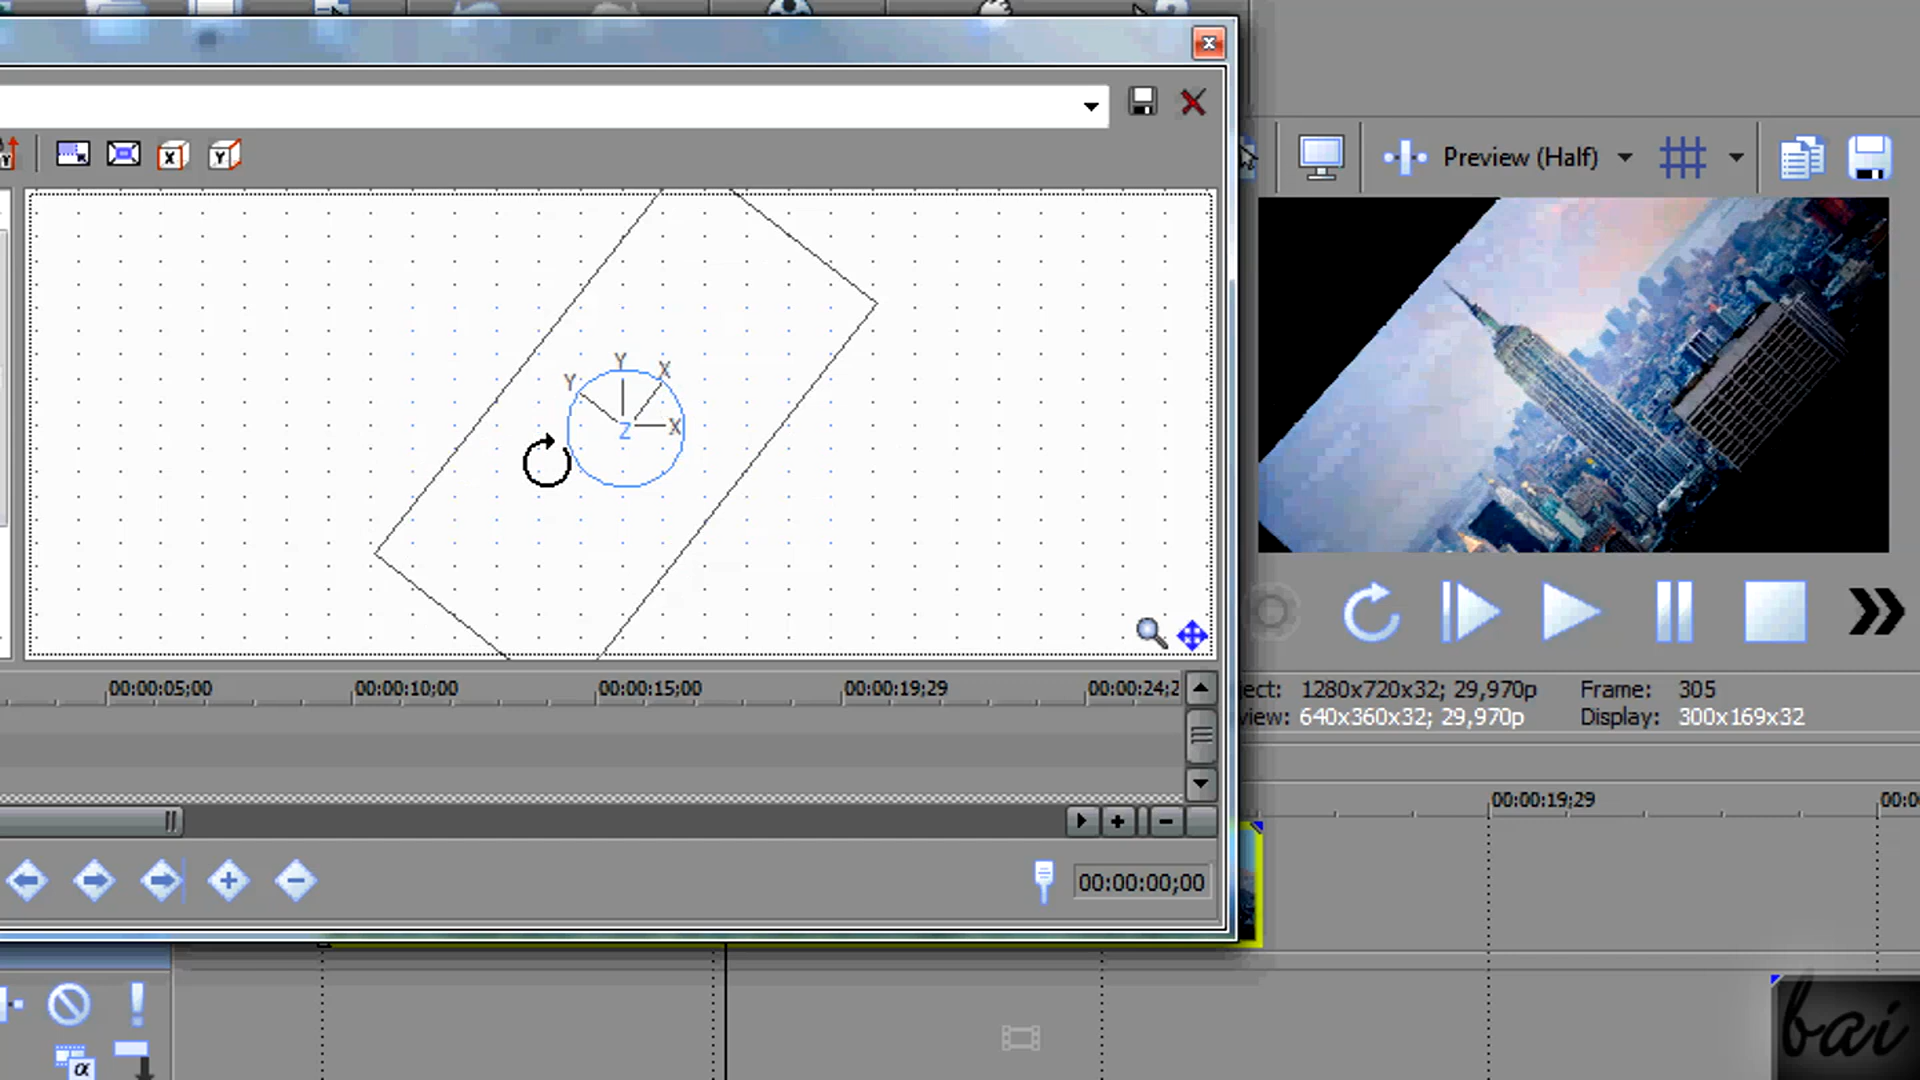 Preview (Half)
X
Y
Y
Y
X
X
Z
00:00:05;00
00:00:10;00
00:00:15;00
00:00:19;29
00:00:24;2
ect: 1280x720x32; 29,970p
Frame: 305
view: 640x360x32; 29,970p
Display: 300x169x32
00:00:19;29
00:0
00:00:00;00
α
bai